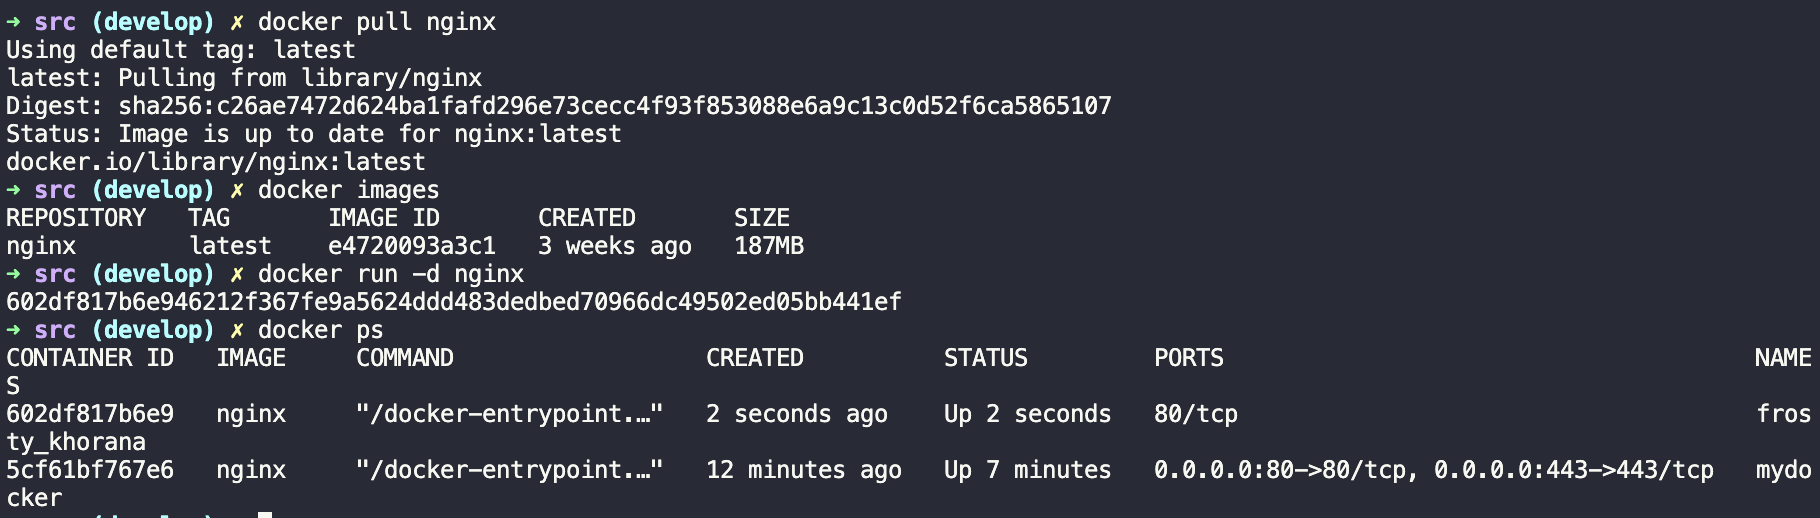 ➜ src (develop) ✗ docker pull nginx
Using default tag: latest
latest: Pulling from library/nginx
Digest: sha256:c26ae7472d624ba1fafd296e73cecc4f93f853088e6a9c13c0d52f6ca5865107
Status: Image is up to date for nginx:latest
docker.io/library/nginx:latest
➜ src (develop) ✗ docker images
REPOSITORY   TAG       IMAGE ID       CREATED       SIZE
nginx        latest    e4720093a3c1   3 weeks ago   187MB
➜ src (develop) ✗ docker run -d nginx
602df817b6e946212f367fe9a5624ddd483dedbed70966dc49502ed05bb441ef
➜ src (develop) ✗ docker ps
CONTAINER ID   IMAGE     COMMAND                  CREATED          STATUS         PORTS                                      NAME
S
602df817b6e9   nginx     "/docker-entrypoint.…"   2 seconds ago    Up 2 seconds   80/tcp                                     fros
ty_khorana
5cf61bf767e6   nginx     "/docker-entrypoint.…"   12 minutes ago   Up 7 minutes   0.0.0.0:80->80/tcp, 0.0.0.0:443->443/tcp   mydo
cker